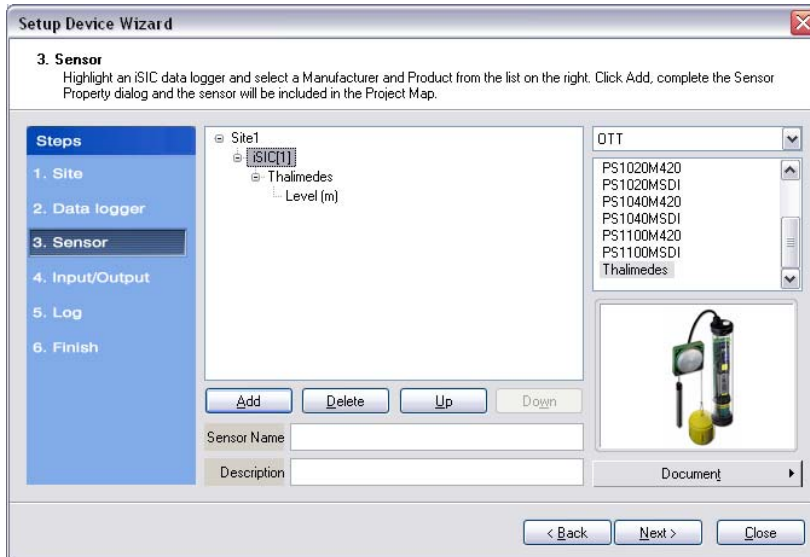 Setup Device Wizard
3. Sensor
Highlight an iSIC data logger and select a Manufacturer and Product from the list on the right. Click Add, complete the Sensor
Property dialog and the sensor will be included in the Project Map.
Steps
1. Site
2. Data logger
3. Sensor
4. Input/Output
5. Log
6. Finish
Site1
iSIC[1]
Thalimedes
Level (m)
Add
Delete
Up
Down
Sensor Name
Description
OTT
PS1020M420
PS1020MSDI
PS1040M420
PS1040MSDI
PS1100M420
PS1100MSDI
Thalimedes
Document
< Back
Next >
Close